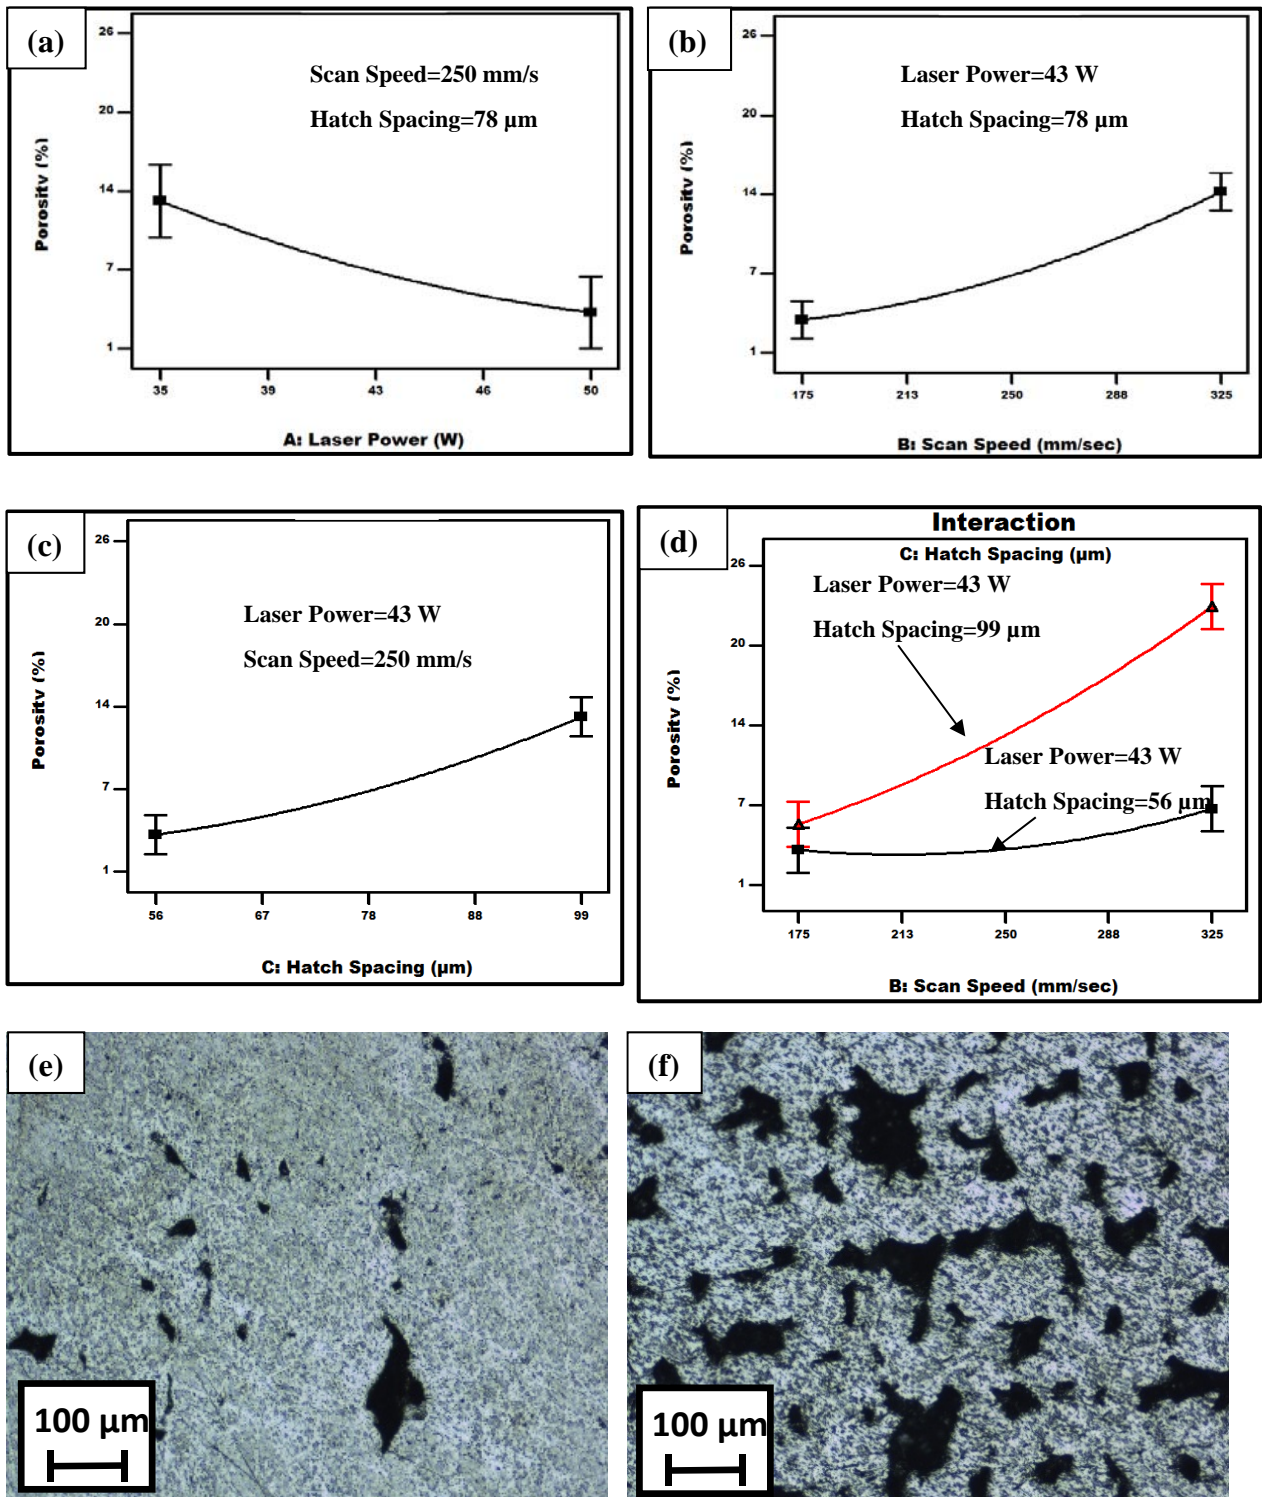 (a)
26
20
14
7
1
Porosity (%)
Scan Speed=250 mm/s
Hatch Spacing=78 µm
35 39 43 46 50
A: Laser Power (W)
(b)
26
20
14
7
1
Porosity (%)
Laser Power=43 W
Hatch Spacing=78 µm
175 213 250 288 325
B: Scan Speed (mm/sec)
(c)
26
20
14
7
1
Porosity (%)
Laser Power=43 W
Scan Speed=250 mm/s
56 67 78 88 99
C: Hatch Spacing (µm)
(d)
Interaction
C: Hatch Spacing (µm)
26
20
14
7
1
Porosity (%)
Laser Power=43 W
Hatch Spacing=99 µm
Laser Power=43 W
Hatch Spacing=56 µm
175 213 250 288 325
B: Scan Speed (mm/sec)
(e)
100 µm
(f)
100 µm